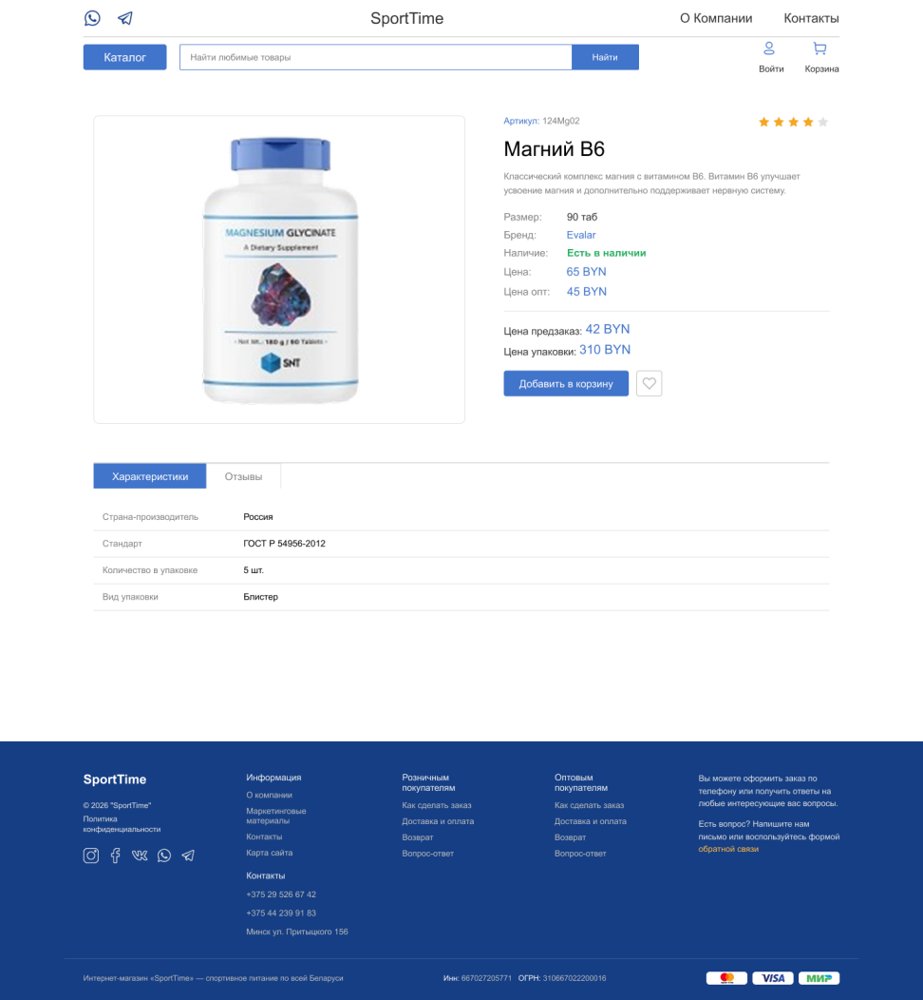 SportTime
О Компании
Контакты
Каталог
Найти любимые товары
Найти
Войти
Корзина
MAGNESIUM GLYCINATE
A Dietary Supplement
- Net Wt.: 180 g / 60 Tablets -
SNT
Артикул: 124Mg02
Магний B6
Классический комплекс магния с витамином B6. Витамин B6 улучшает
усвоение магния и дополнительно поддерживает нервную систему.
Размер: 90 таб
Бренд: Evalar
Наличие: Есть в наличии
Цена: 65 BYN
Цена опт: 45 BYN
Цена предзаказ: 42 BYN
Цена упаковки: 310 BYN
Добавить в корзину
Характеристики
Отзывы
Страна-производитель Россия
Стандарт ГОСТ Р 54956-2012
Количество в упаковке 5 шт.
Вид упаковки Блистер
SportTime
© 2026 "SportTime"
Политика
конфиденциальности
Информация
О компании
Маркетинговые
материалы
Контакты
Карта сайта
Контакты
+375 29 526 67 42
+375 44 239 91 83
Минск ул. Притыцкого 156
Розничным
покупателям
Как сделать заказ
Доставка и оплата
Возврат
Вопрос-ответ
Оптовым
покупателям
Как сделать заказ
Доставка и оплата
Возврат
Вопрос-ответ
Вы можете оформить заказ по
телефону или получить ответы на
любые интересующие вас вопросы.
Есть вопрос? Напишите нам
письмо или воспользуйтесь формой
обратной связи
Интернет-магазин «SportTime» — спортивное питание по всей Беларуси
Инн: 667027205771 ОГРН: 310667022200016
VISA
МИР